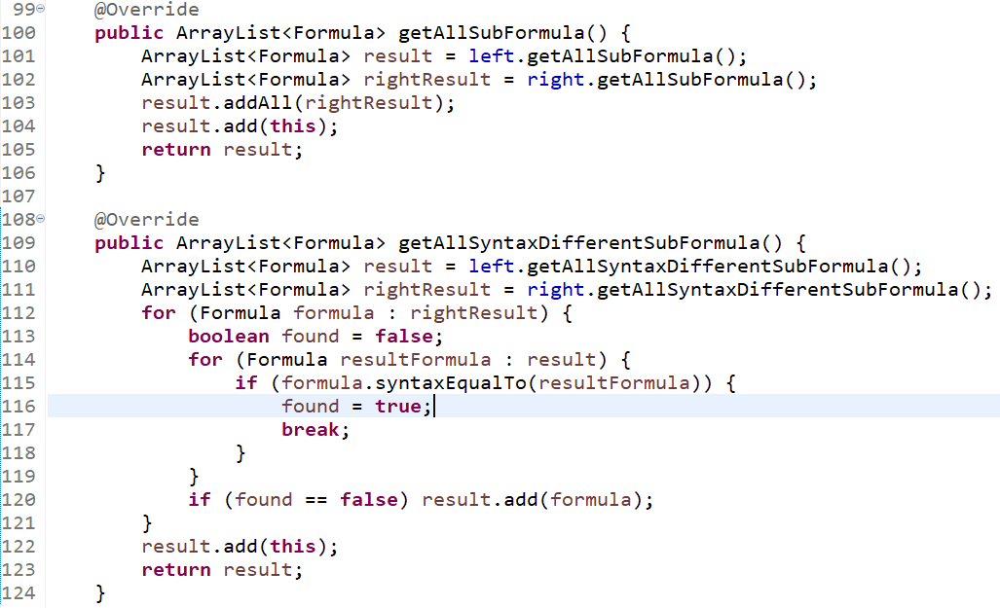 99 @Override
100 public ArrayList<Formula> getAllSubFormula() {
101 ArrayList<Formula> result = left.getAllSubFormula();
102 ArrayList<Formula> rightResult = right.getAllSubFormula();
103 result.addAll(rightResult);
104 result.add(this);
105 return result;
106 }
107
108 @Override
109 public ArrayList<Formula> getAllSyntaxDifferentSubFormula() {
110 ArrayList<Formula> result = left.getAllSyntaxDifferentSubFormula();
111 ArrayList<Formula> rightResult = right.getAllSyntaxDifferentSubFormula();
112 for (Formula formula : rightResult) {
113 boolean found = false;
114 for (Formula resultFormula : result) {
115 if (formula.syntaxEqualTo(resultFormula)) {
116 found = true;
117 break;
118 }
119 }
120 if (found == false) result.add(formula);
121 }
122 result.add(this);
123 return result;
124 }